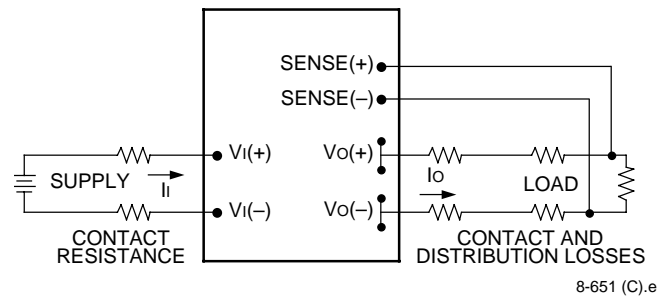 SENSE(+)
SENSE(–)
VI(+)
VO(+)
SUPPLY
II
IO
LOAD
VI(–)
VO(–)
CONTACT
RESISTANCE
CONTACT AND
DISTRIBUTION LOSSES
8-651 (C).e